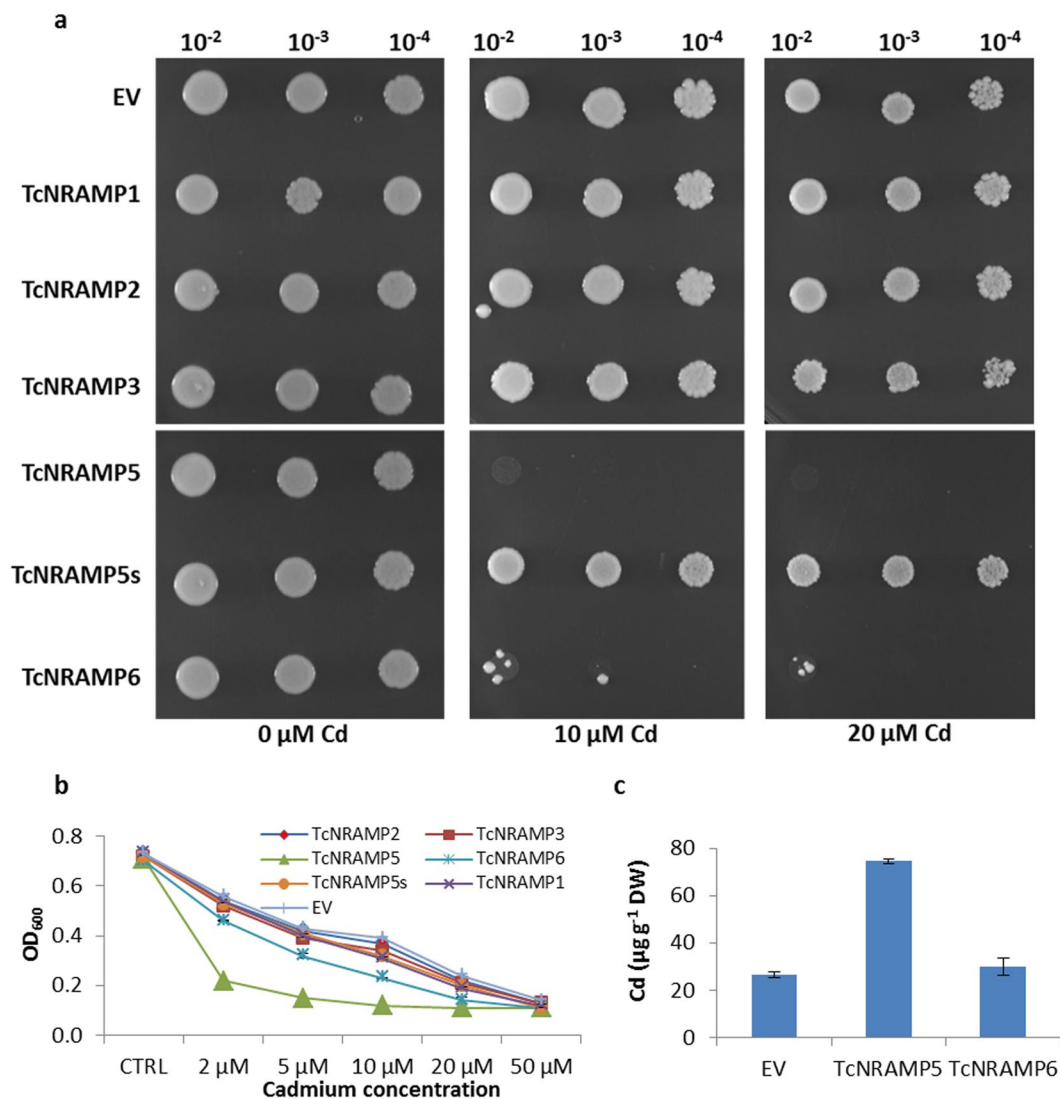 a
10⁻² 10⁻³ 10⁻⁴ 10⁻² 10⁻³ 10⁻⁴ 10⁻² 10⁻³ 10⁻⁴
EV
TcNRAMP1
TcNRAMP2
TcNRAMP3
TcNRAMP5
TcNRAMP5s
TcNRAMP6
0 µM Cd 10 µM Cd 20 µM Cd
b
0.8
0.6
0.4
0.2
0.0
OD₆₀₀
TcNRAMP2 TcNRAMP3
TcNRAMP5 TcNRAMP6
TcNRAMP5s TcNRAMP1
EV
CTRL 2 µM 5 µM 10 µM 20 µM 50 µM
Cadmium concentration
c
80
60
40
20
0
Cd (µg g⁻¹ DW)
EV TcNRAMP5 TcNRAMP6